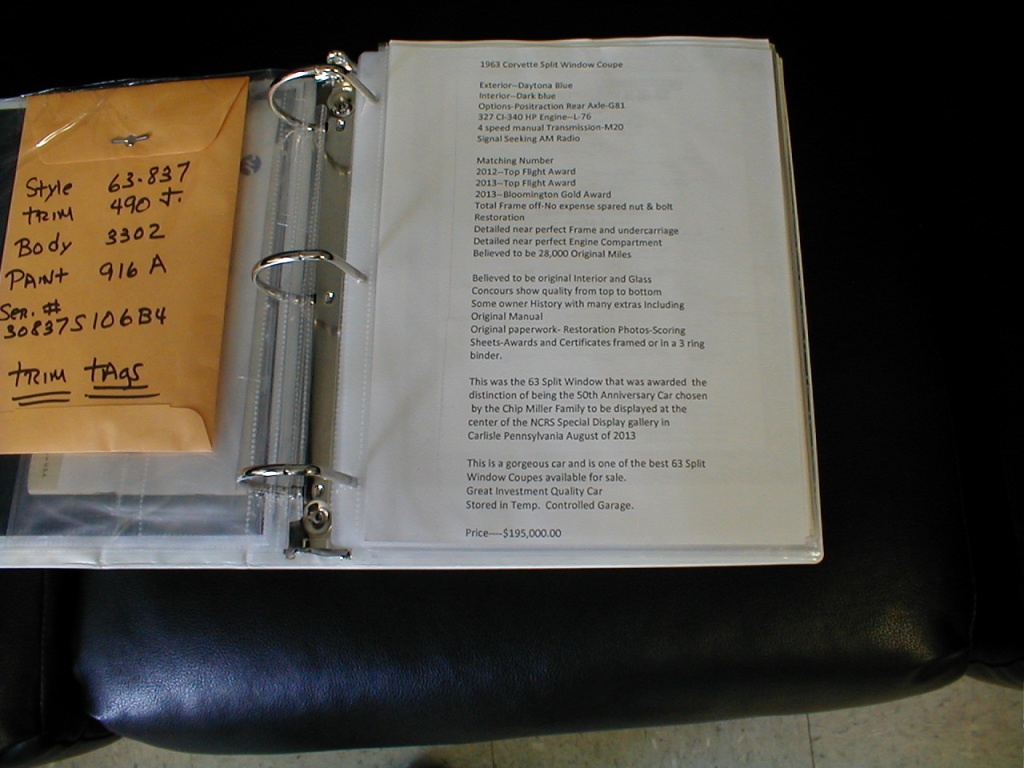 Style 63-837
TRIM 490 J.
Body 3302
PAINT 916 A
Ser. #
30837S106B4
TRIM TAgs
1963 Corvette Split Window Coupe
Exterior--Daytona Blue
Interior--Dark blue
Options-Positraction Rear Axle-G81
327 CI-340 HP Engine--L-76
4 speed manual Transmission-M20
Signal Seeking AM Radio
Matching Number
2012--Top Flight Award
2013--Top Flight Award
2013--Bloomington Gold Award
Total Frame off-No expense spared nut & bolt
Restoration
Detailed near perfect Frame and undercarriage
Detailed near perfect Engine Compartment
Believed to be 28,000 Original Miles
Believed to be original Interior and Glass
Concours show quality from top to bottom
Some owner History with many extras Including
Original Manual
Original paperwork- Restoration Photos-Scoring
Sheets-Awards and Certificates framed or in a 3 ring
binder.
This was the 63 Split Window that was awarded the
distinction of being the 50th Anniversary Car chosen
by the Chip Miller Family to be displayed at the
center of the NCRS Special Display gallery in
Carlisle Pennsylvania August of 2013
This is a gorgeous car and is one of the best 63 Split
Window Coupes available for sale.
Great Investment Quality Car
Stored in Temp. Controlled Garage.
Price----$195,000.00